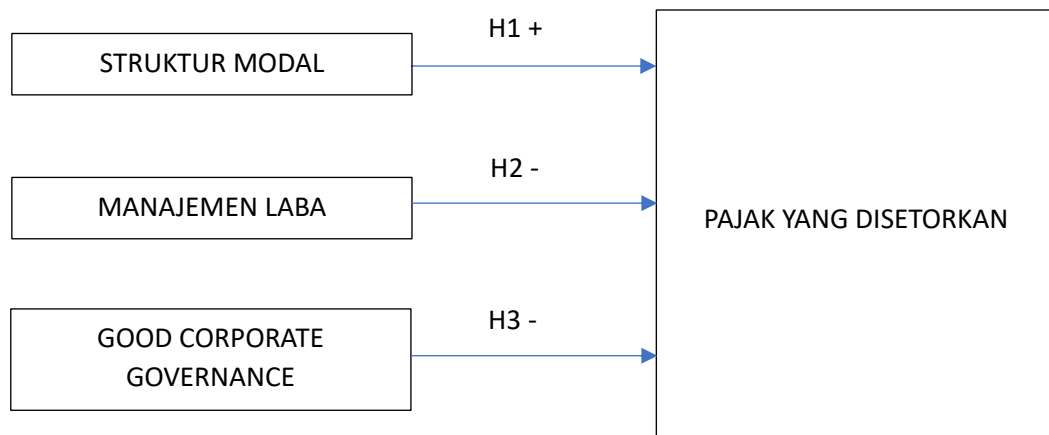 H1 +
STRUKTUR MODAL
H2 -
MANAJEMEN LABA
PAJAK YANG DISETORKAN
H3 -
GOOD CORPORATE
GOVERNANCE